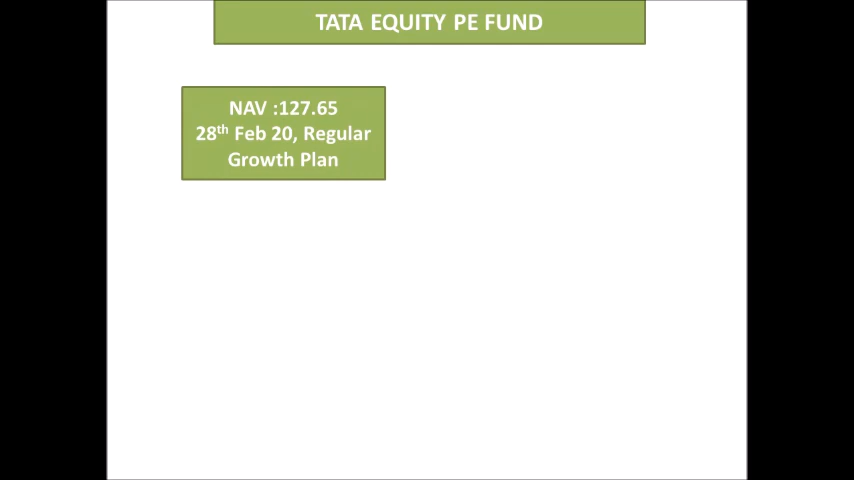 TATA EQUITY PE FUND
NAV :127.65
28th Feb 20, Regular
Growth Plan